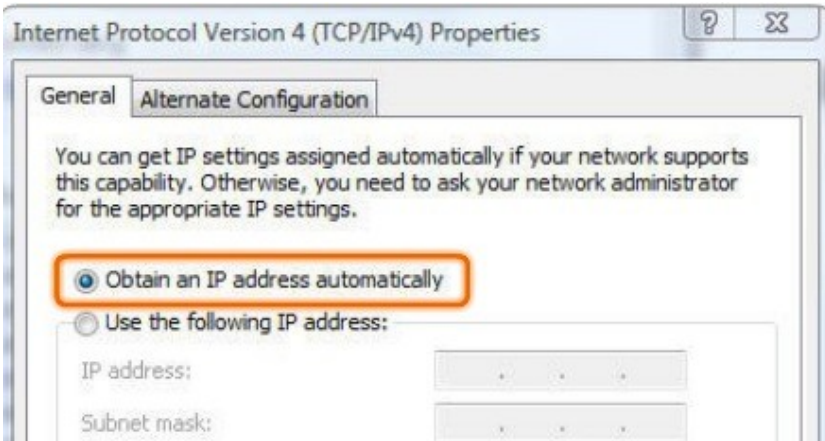 Internet Protocol Version 4 (TCP/IPv4) Properties
General
Alternate Configuration
You can get IP settings assigned automatically if your network supports
this capability. Otherwise, you need to ask your network administrator
for the appropriate IP settings.
Obtain an IP address automatically
Use the following IP address:
IP address:
Subnet mask: